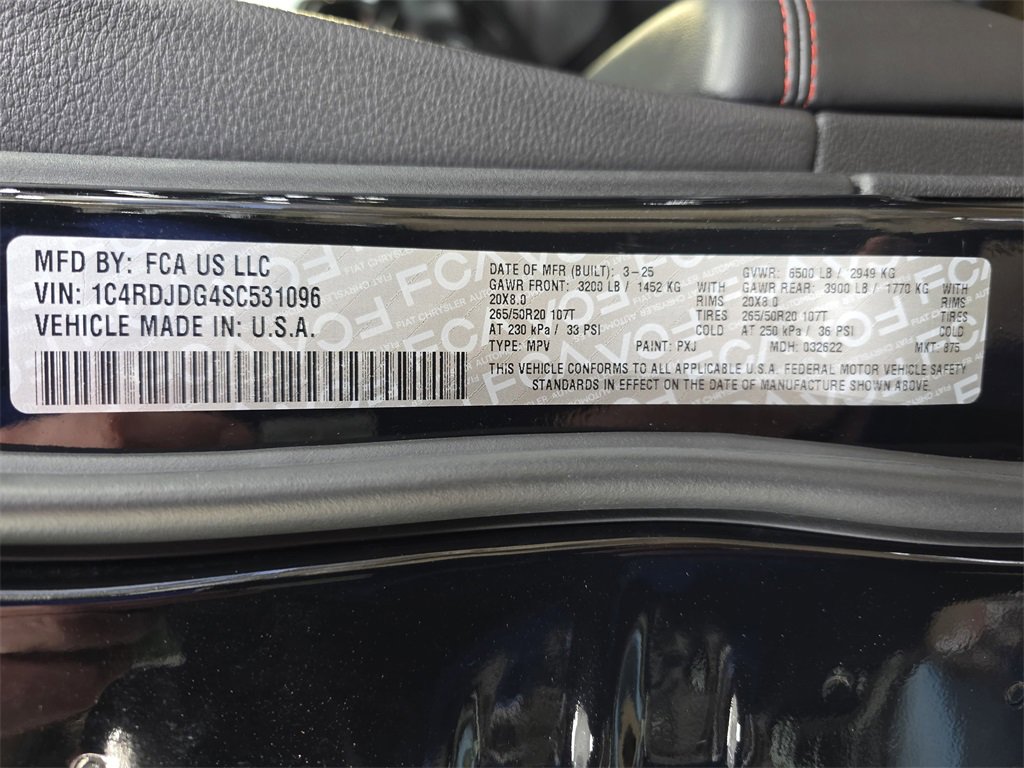 MFD BY: FCA US LLC
VIN: 1C4RDJDG4SC531096
VEHICLE MADE IN: U.S.A.
DATE OF MFR (BUILT): 3-25 GVWR: 6500 LB / 2949 KG
GAWR FRONT: 3200 LB / 1452 KG WITH GAWR REAR: 3900 LB / 1770 KG WITH
20X8.0 RIMS 20X8.0 RIMS
265/50R20 107T TIRES 265/50R20 107T TIRES
AT 230 kPa / 33 PSI COLD AT 250 kPa / 36 PSI COLD
TYPE: MPV PAINT: PXJ MDH: 032622 MKT: 875
THIS VEHICLE CONFORMS TO ALL APPLICABLE U.S.A. FEDERAL MOTOR VEHICLE SAFETY
STANDARDS IN EFFECT ON THE DATE OF MANUFACTURE SHOWN ABOVE.